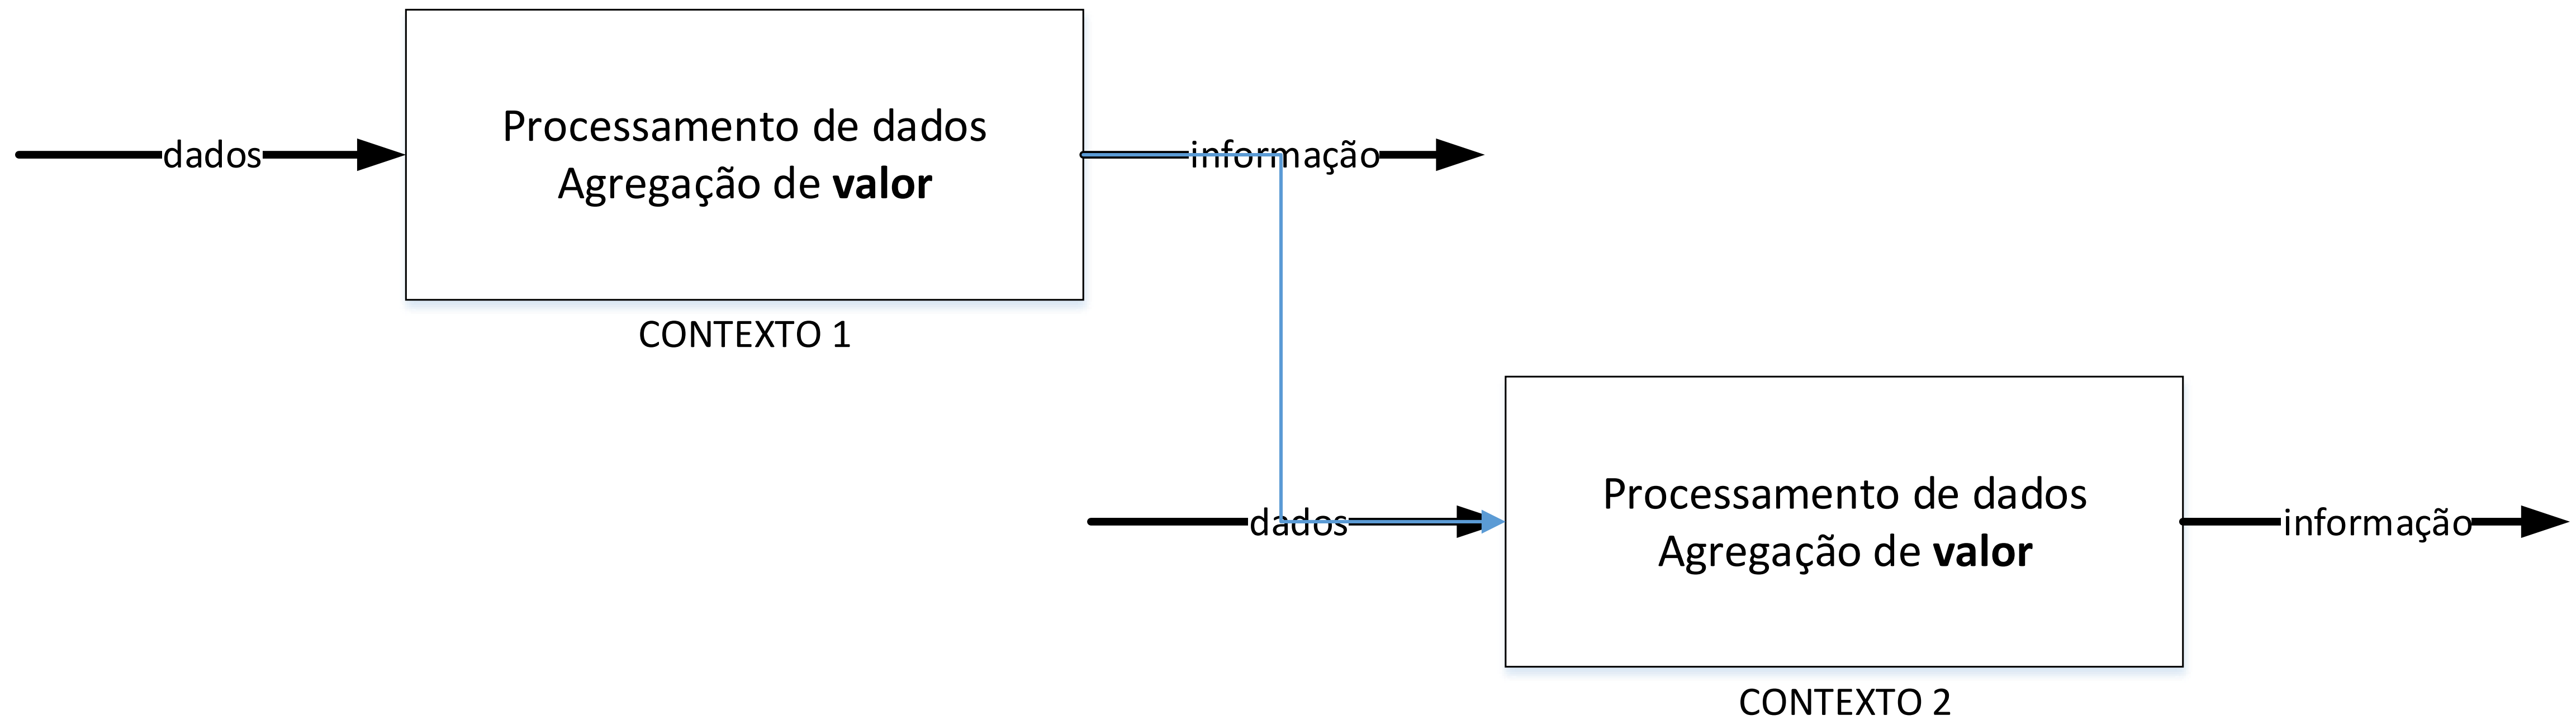 dados
Processamento de dados
Agregação de valor
informação
CONTEXTO 1
dados
Processamento de dados
Agregação de valor
informação
CONTEXTO 2